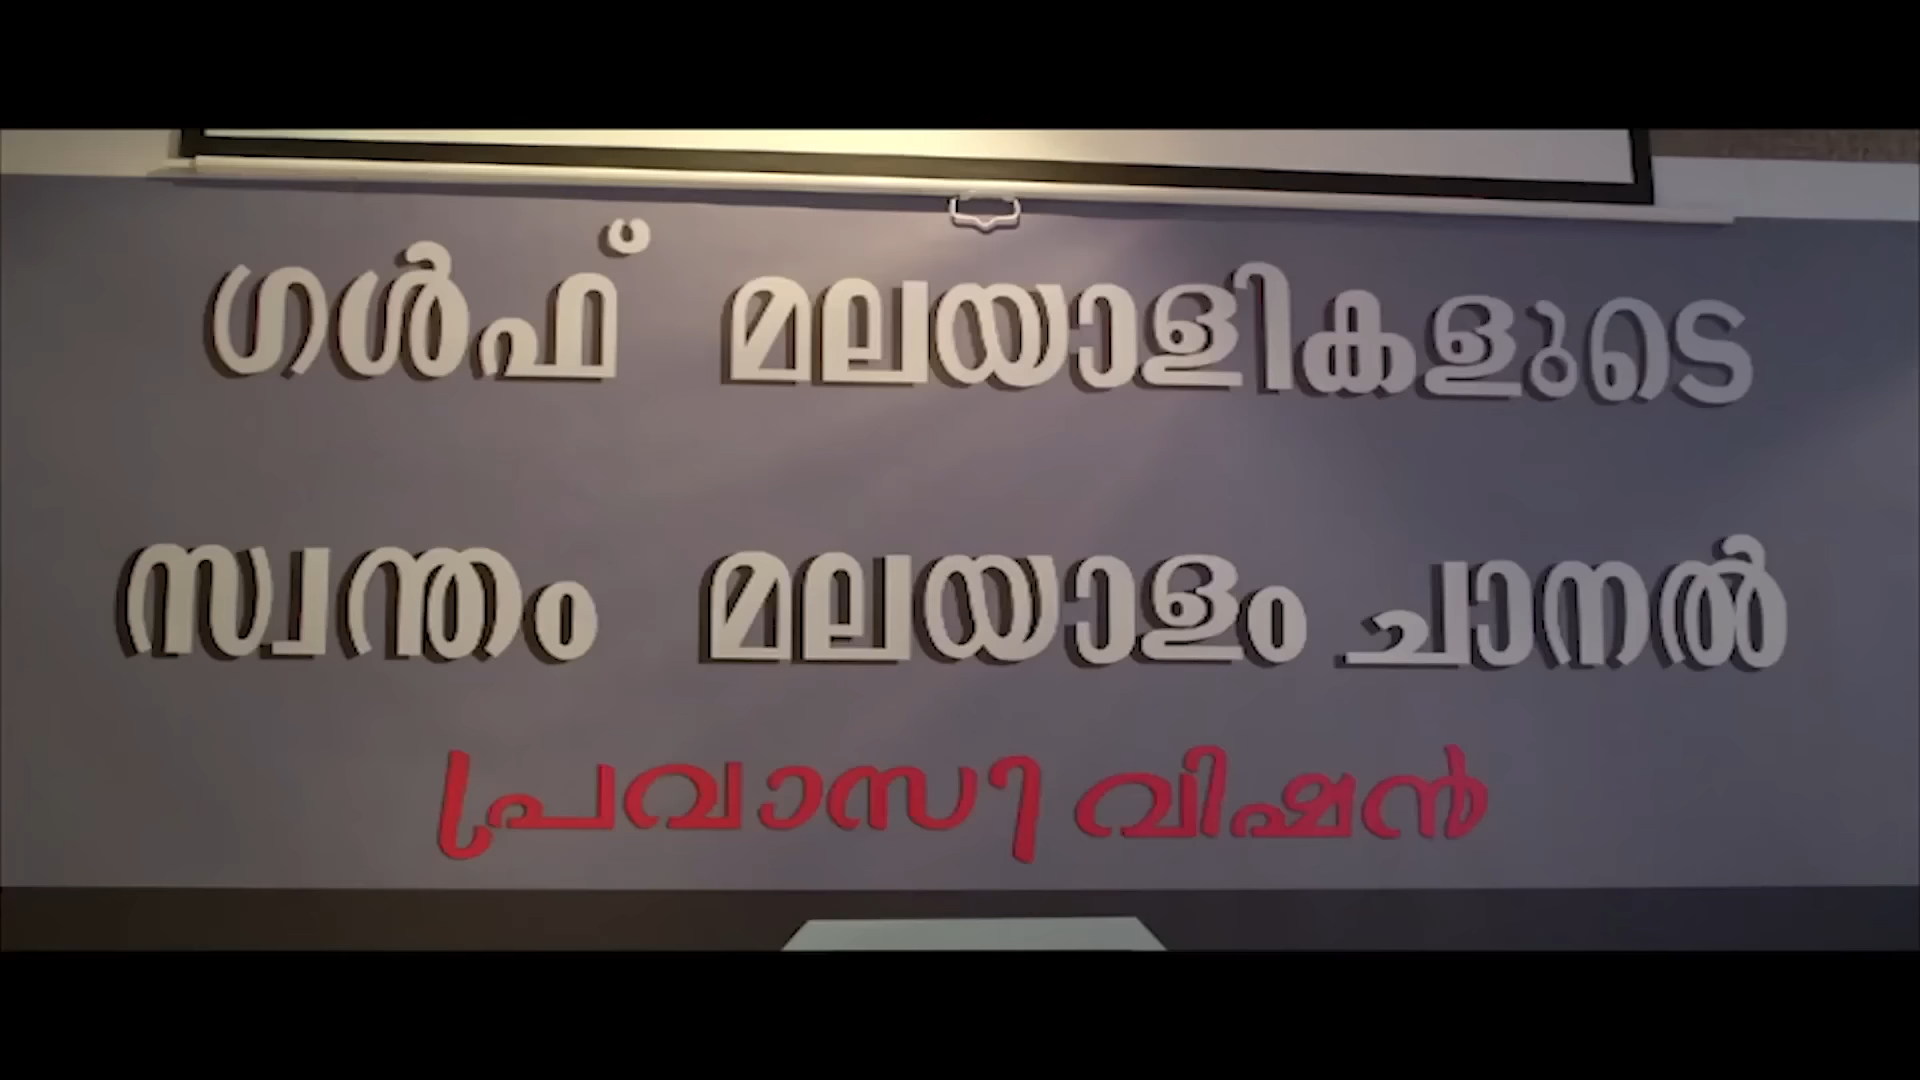 ഗൾഫ് മലയാളികളുടെ
സ്വന്തം മലയാളം ചാനൽ
പ്രവാസി വിഷൻ